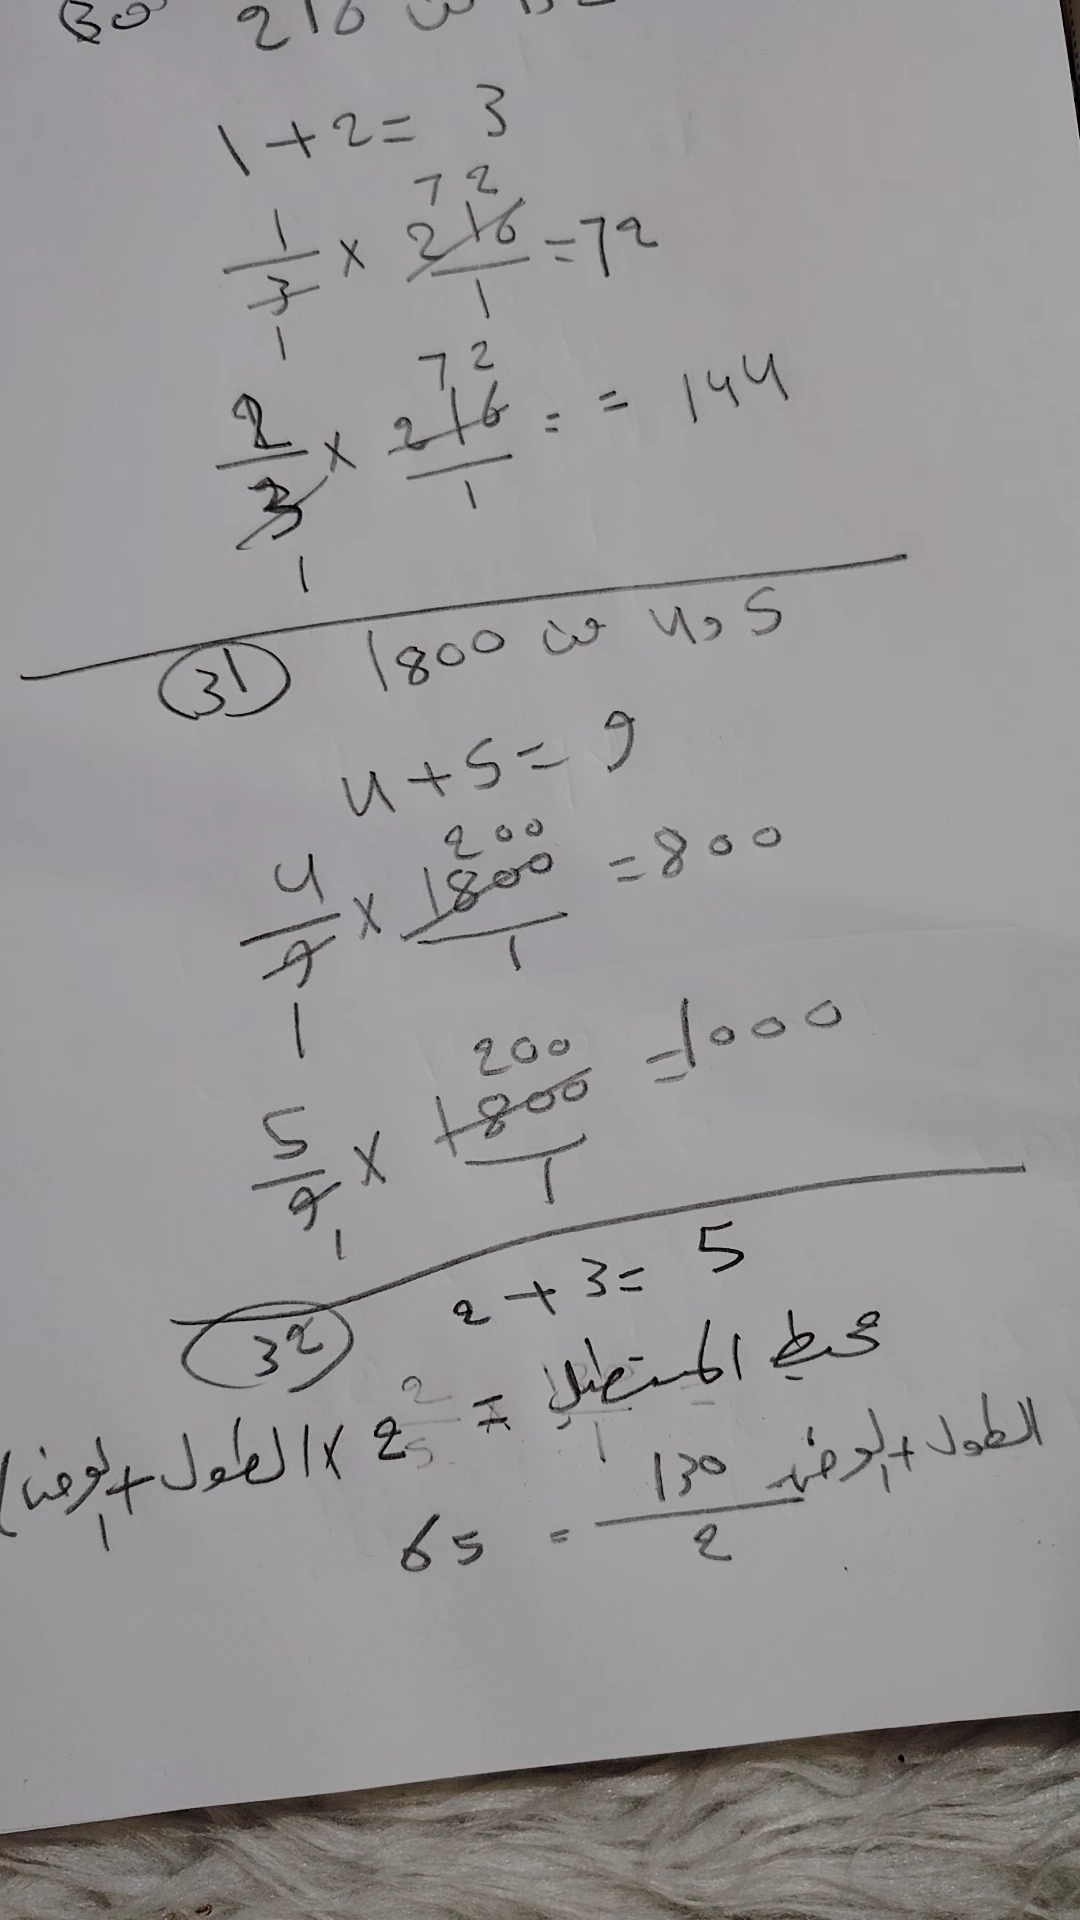 30 216
1 + 2 = 3
72
1/3 × 216/1 = 72
1
72
2/3 × 216/1 = = 144
1
31 1800 ين 4 و 5
4 + 5 = 9
200
4/9 × 1800/1 = 800
1
200
5/9 × 1800/1 = 1000
1
32 2 + 3 = 5
محيط المستطيل = 2 × (الطول + العرض)
الطول + العرض 130/2 = 65